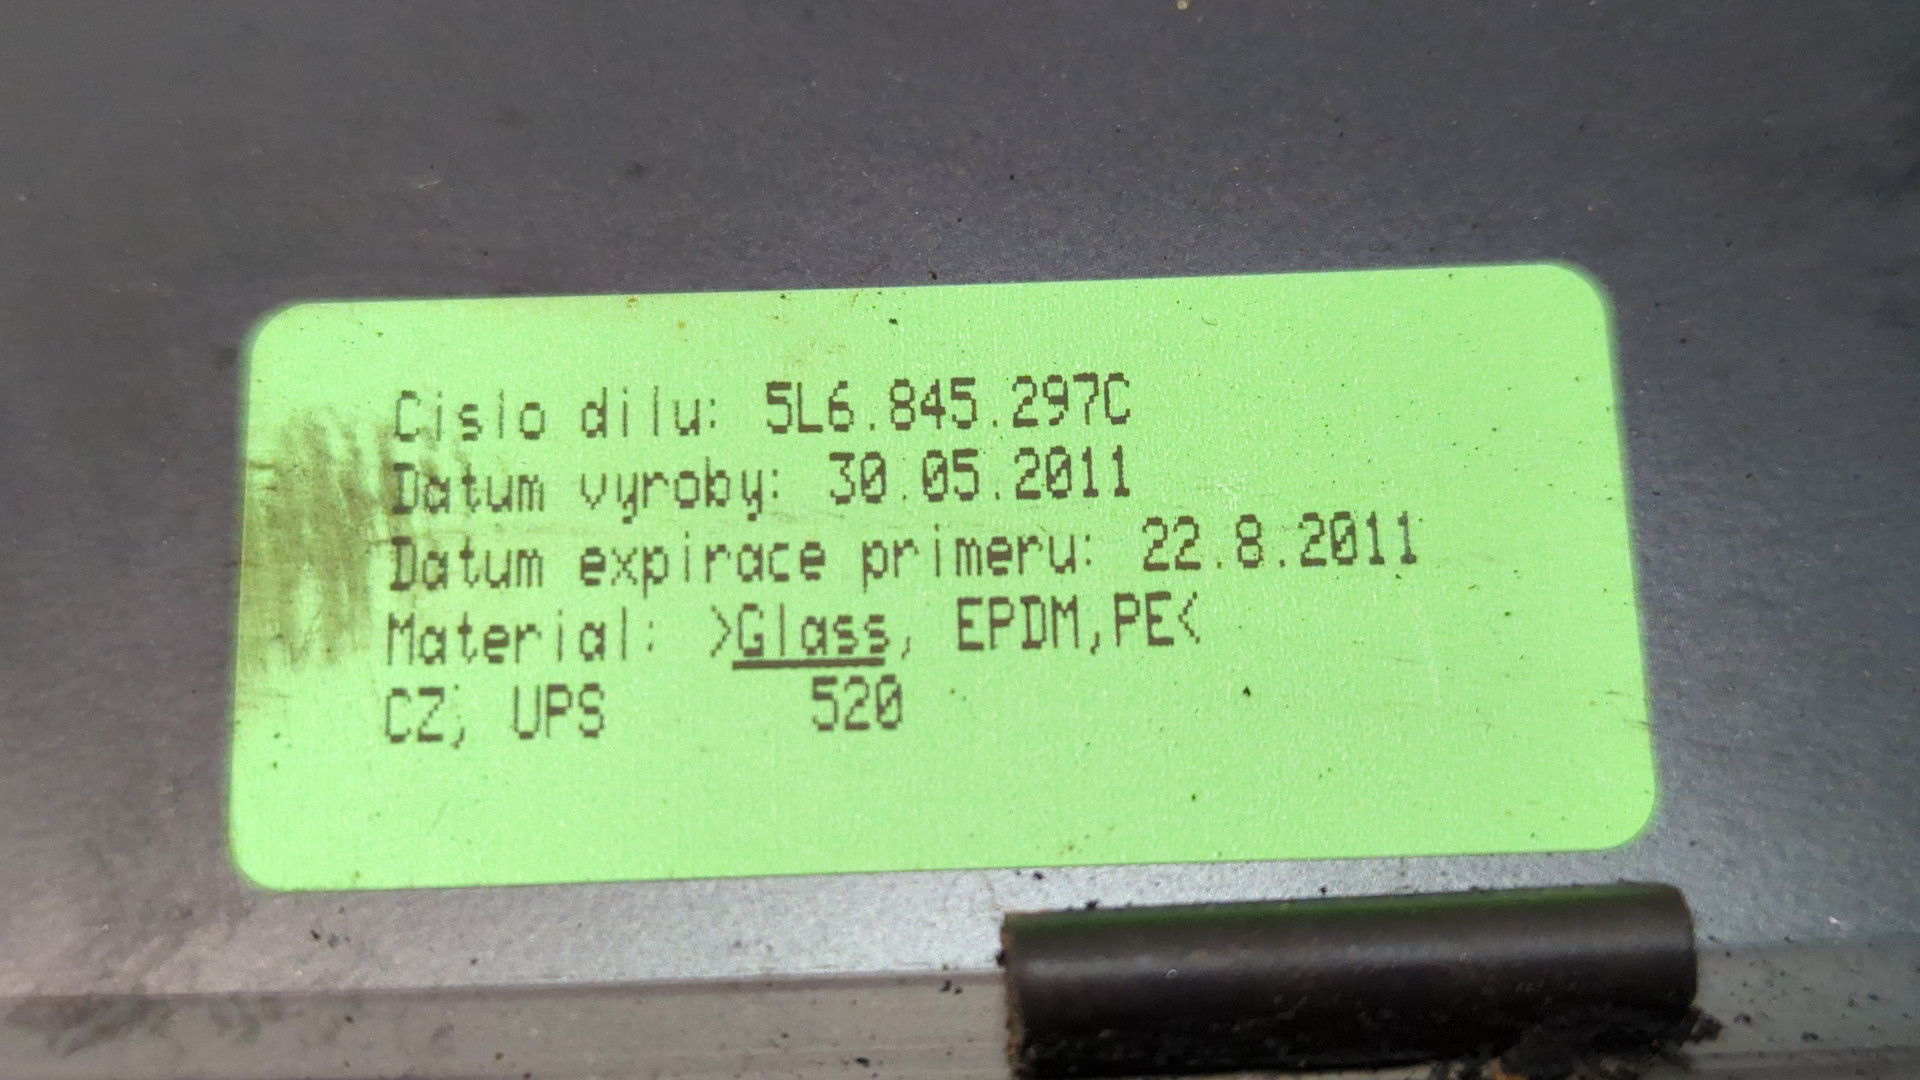 Cislo dilu: 5L6.845.297C
Datum vyroby: 30.05.2011
Datum expirace primeru: 22.8.2011
Material: >Glass, EPDM,PE<
CZ; UPS 520